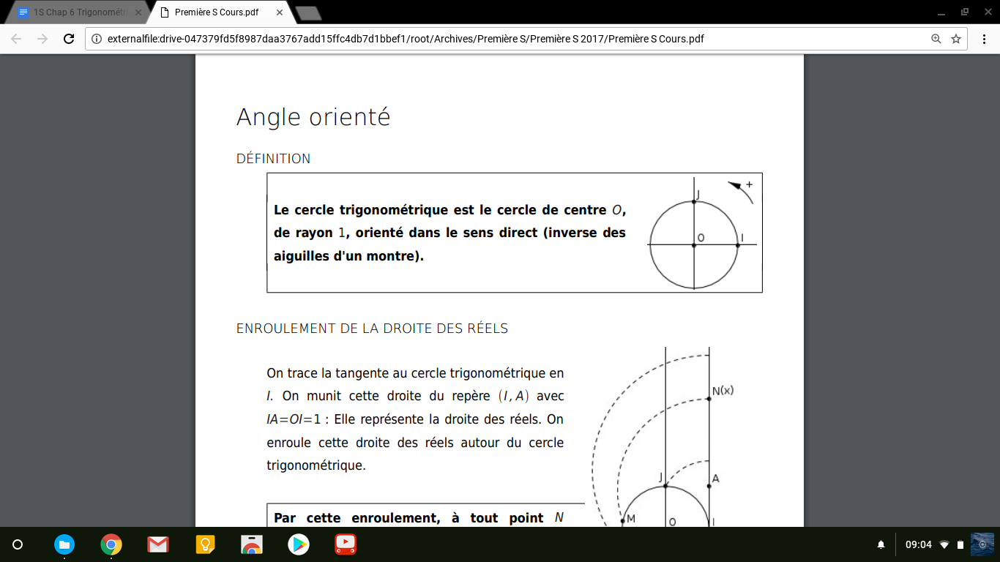 1S Chap 6 Trigonométri
Première S Cours.pdf
externalfile:drive-047379fd5f8987daa3767add15ffc4db7d1bbef1/root/Archives/Première S/Première S 2017/Première S Cours.pdf
Angle orienté
DÉFINITION
Le cercle trigonométrique est le cercle de centre O,
de rayon 1, orienté dans le sens direct (inverse des
aiguilles d'un montre).
+
J
O
I
ENROULEMENT DE LA DROITE DES RÉELS
On trace la tangente au cercle trigonométrique en
I. On munit cette droite du repère (I, A) avec
IA=OI=1 : Elle représente la droite des réels. On
enroule cette droite des réels autour du cercle
trigonométrique.
N(x)
J
A
M
O
I
Par cette enroulement, à tout point N
09:04